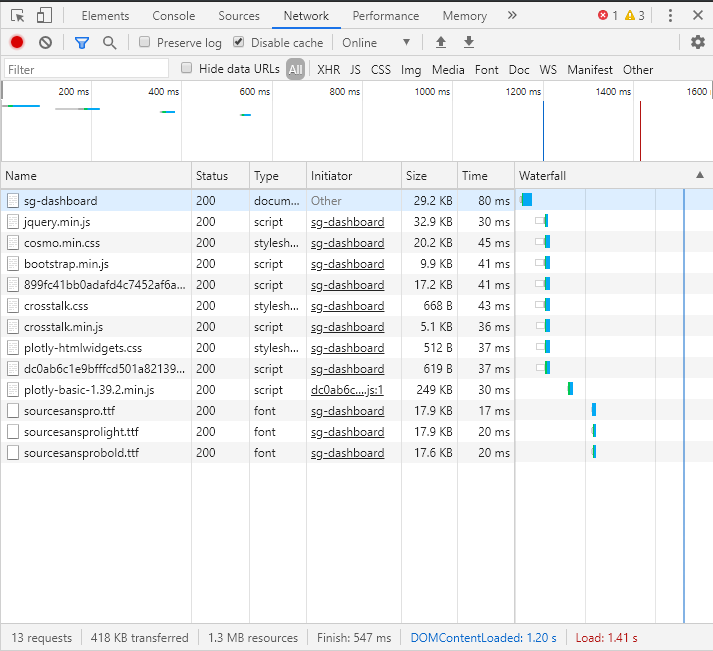 Elements Console Sources Network Performance Memory » 1 3
Preserve log Disable cache Online
Filter Hide data URLs All XHR JS CSS Img Media Font Doc WS Manifest Other
200 ms 400 ms 600 ms 800 ms 1000 ms 1200 ms 1400 ms 1600
Name Status Type Initiator Size Time Waterfall
sg-dashboard 200 docum... Other 29.2 KB 80 ms
jquery.min.js 200 script sg-dashboard 32.9 KB 30 ms
cosmo.min.css 200 stylesh... sg-dashboard 20.2 KB 45 ms
bootstrap.min.js 200 script sg-dashboard 9.9 KB 41 ms
899fc41bb0adafd4c7452af6a... 200 script sg-dashboard 17.2 KB 41 ms
crosstalk.css 200 stylesh... sg-dashboard 668 B 43 ms
crosstalk.min.js 200 script sg-dashboard 5.1 KB 36 ms
plotly-htmlwidgets.css 200 stylesh... sg-dashboard 512 B 37 ms
dc0ab6c1e9bfffcd501a82139... 200 script sg-dashboard 619 B 37 ms
plotly-basic-1.39.2.min.js 200 script dc0ab6c....js:1 249 KB 30 ms
sourcesanspro.ttf 200 font sg-dashboard 17.9 KB 17 ms
sourcesansprolight.ttf 200 font sg-dashboard 17.9 KB 20 ms
sourcesansprobold.ttf 200 font sg-dashboard 17.6 KB 20 ms
13 requests 418 KB transferred 1.3 MB resources Finish: 547 ms DOMContentLoaded: 1.20 s Load: 1.41 s